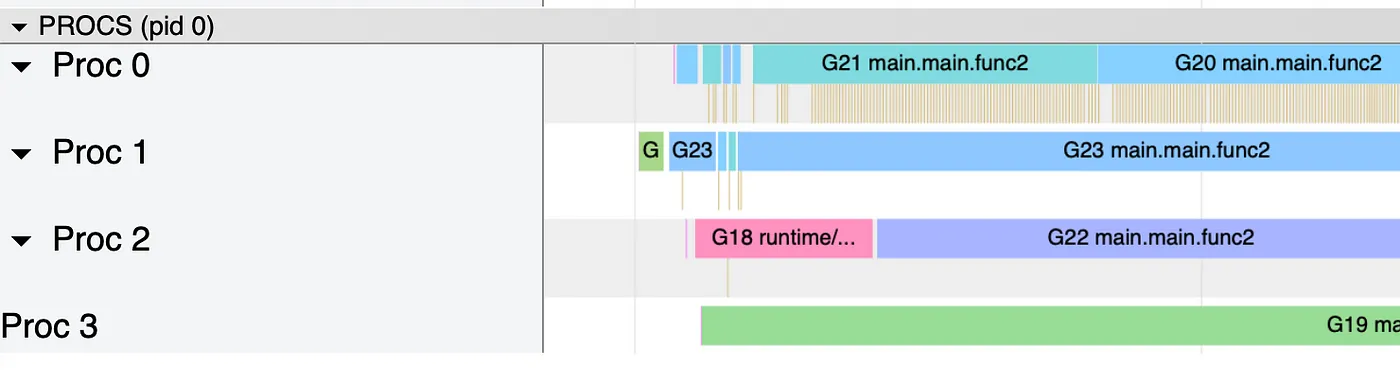 PROCS (pid 0)
Proc 0
G21 main.main.func2
G20 main.main.func2
Proc 1
G
G23
G23 main.main.func2
Proc 2
G18 runtime/...
G22 main.main.func2
Proc 3
G19 ma